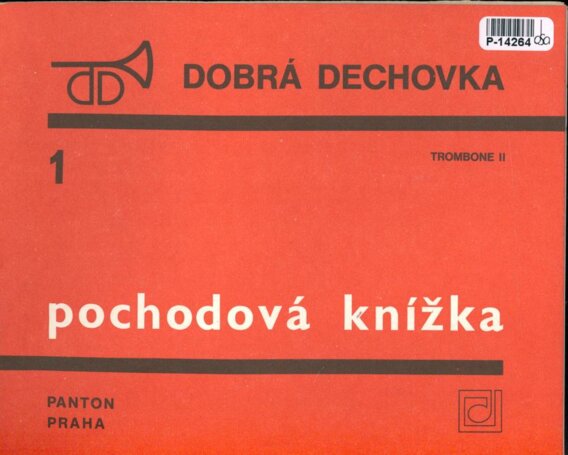 P-14264
DOBRÁ DECHOVKA
1
TROMBONE II
pochodová knížka
PANTON
PRAHA